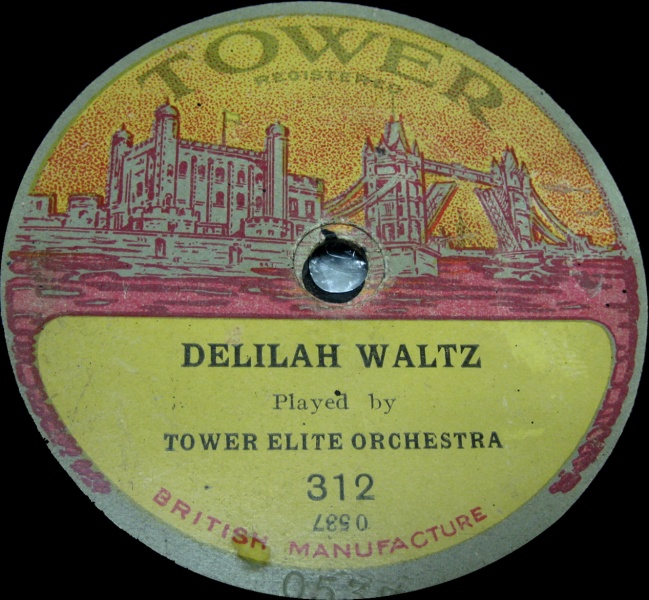 TOWER
REGISTERED
DELILAH WALTZ
Played by
TOWER ELITE ORCHESTRA
312
0537
BRITISH MANUFACTURE